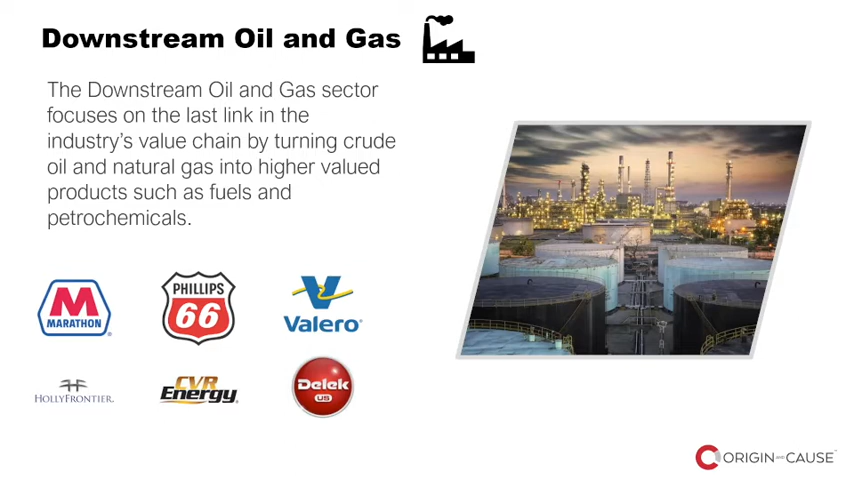 Downstream Oil and Gas
The Downstream Oil and Gas sector
focuses on the last link in the
industry's value chain by turning crude
oil and natural gas into higher valued
products such as fuels and
petrochemicals.
M
MARATHON
PHILLIPS
66
Valero
HOLLYFRONTIER.
CVR
Energy
Delek
US
ORIGIN AND CAUSE